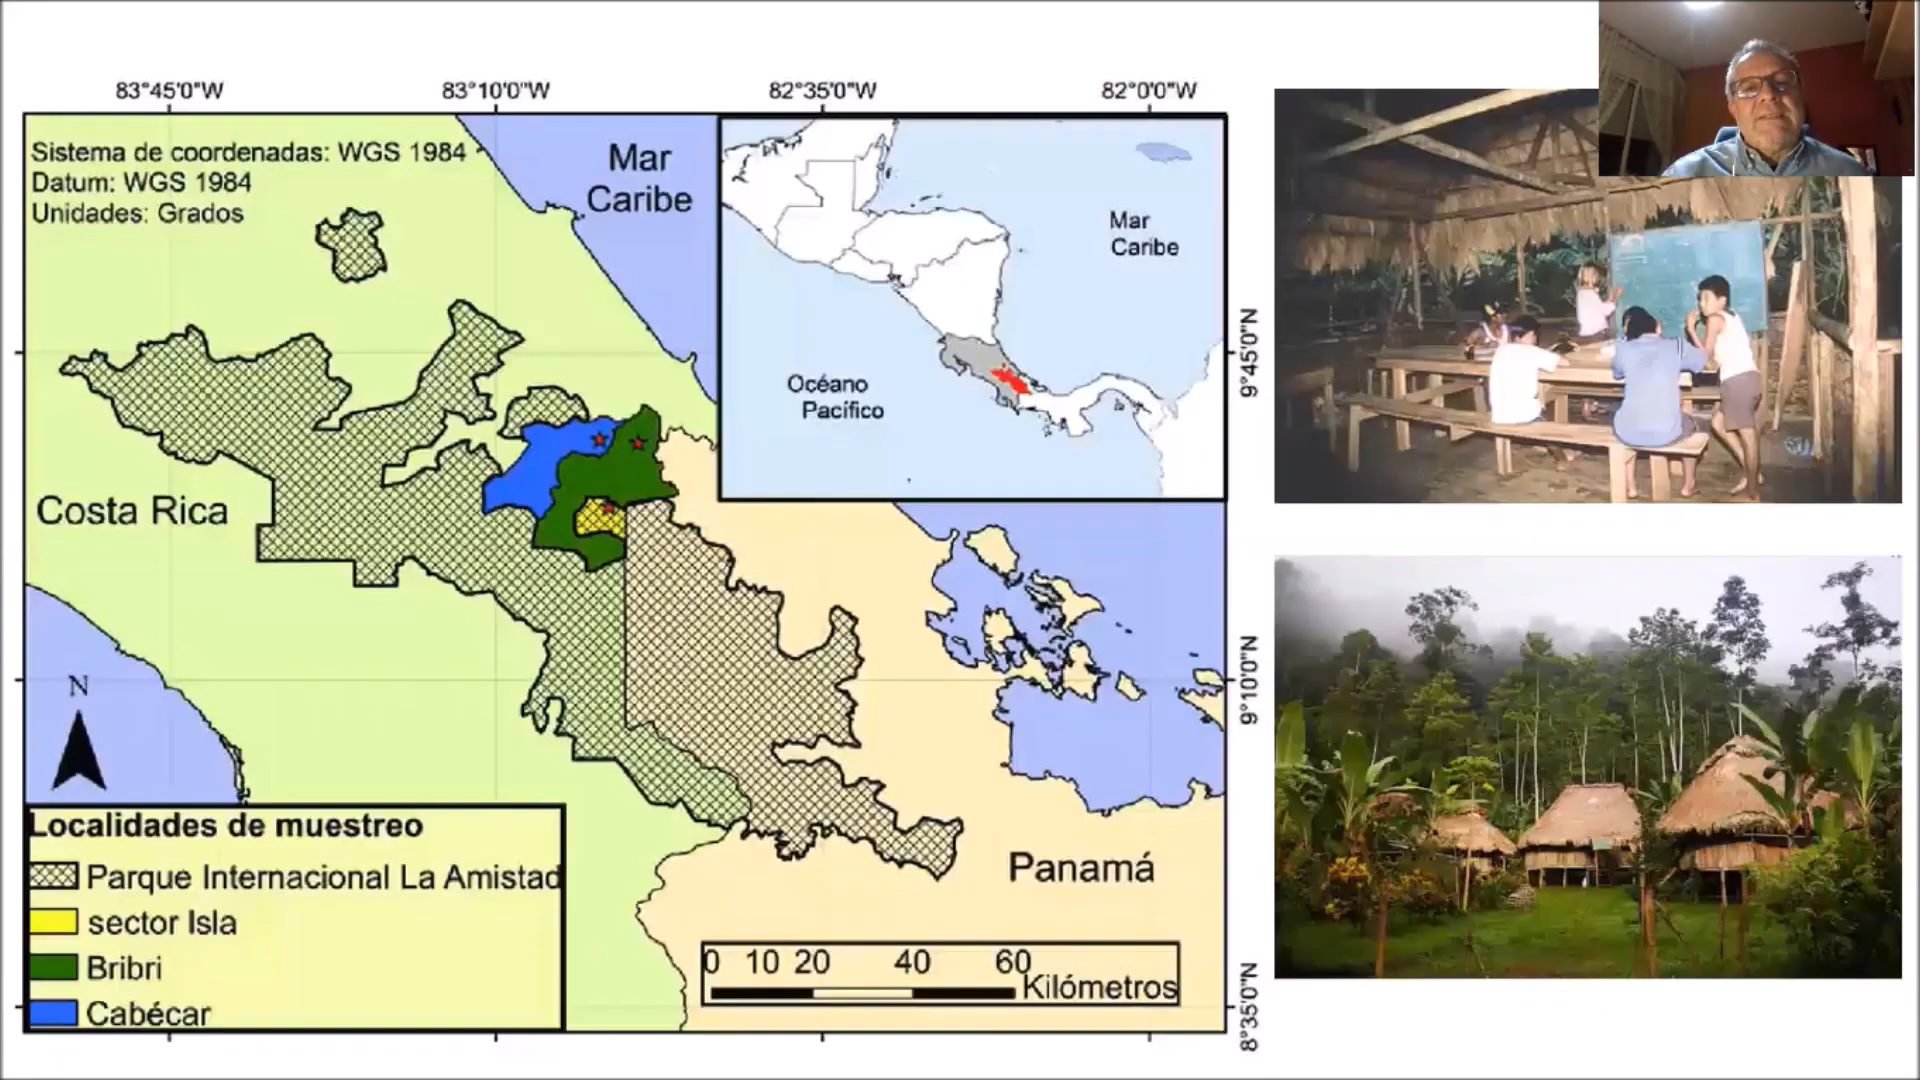 83°45'0"W
83°10'0"W
82°35'0"W
82°0'0"W
Sistema de coordenadas: WGS 1984
Datum: WGS 1984
Unidades: Grados
Mar
Caribe
Mar
Caribe
Océano
Pacífico
9°45'0"N
Costa Rica
9°10'0"N
N
Localidades de muestreo
Parque Internacional La Amistad
sector Isla
Bribri
Cabécar
Panamá
0 10 20 40 60
Kilómetros
8°35'0"N